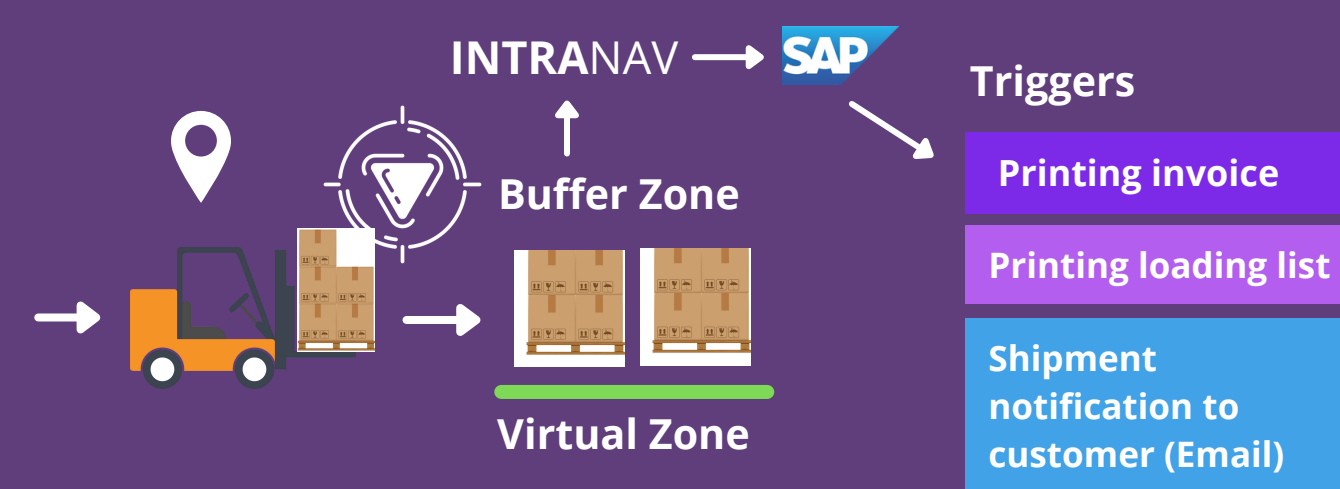 INTRANAV
SAP
Triggers
Printing invoice
Buffer Zone
Printing loading list
Shipment
notification to
customer (Email)
Virtual Zone